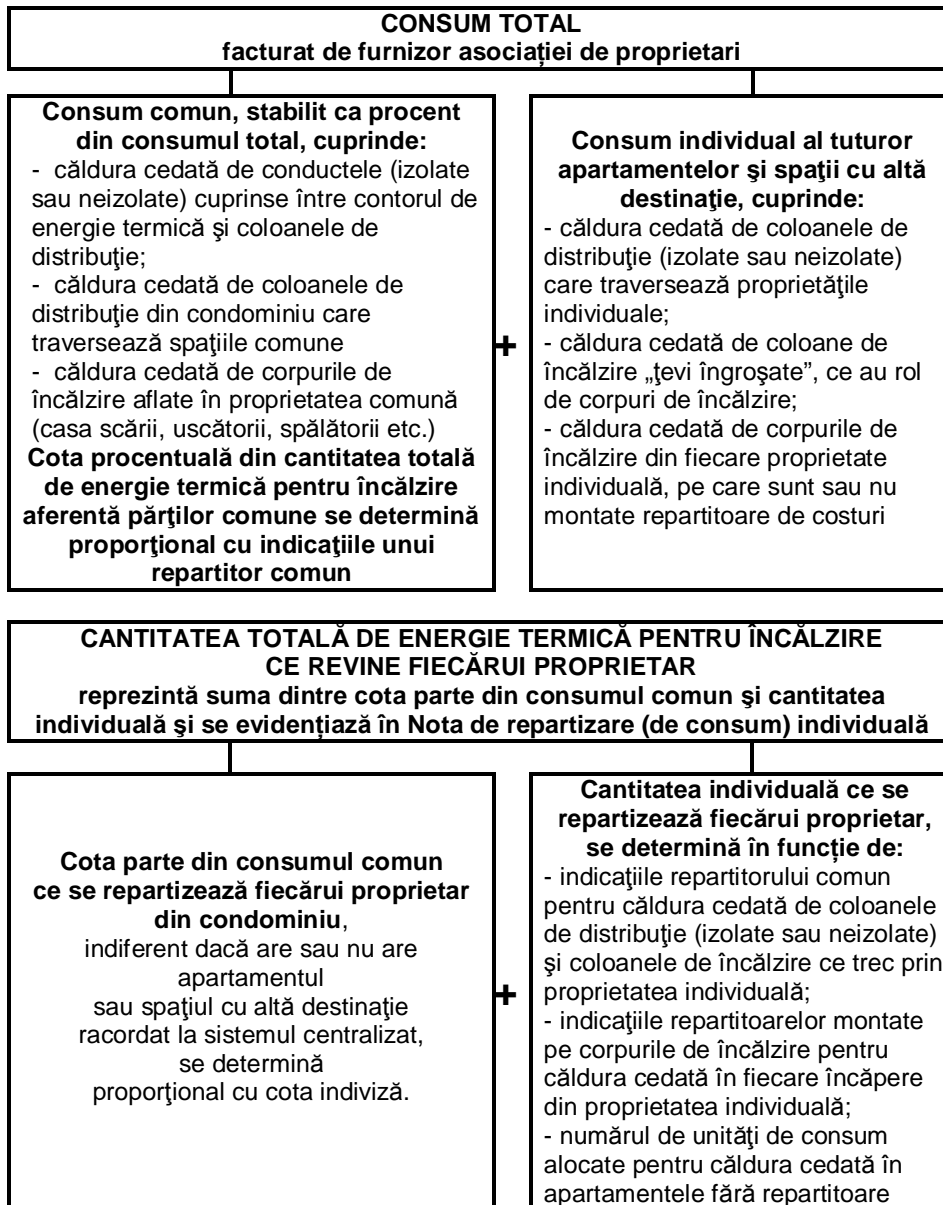 CONSUM TOTAL
facturat de furnizor asociației de proprietari
Consum comun, stabilit ca procent
din consumul total, cuprinde:
- căldura cedată de conductele (izolate
sau neizolate) cuprinse între contorul de
energie termică şi coloanele de
distribuţie;
- căldura cedată de coloanele de
distribuţie din condominiu care
traversează spaţiile comune
- căldura cedată de corpurile de
încălzire aflate în proprietatea comună
(casa scării, uscătorii, spălătorii etc.)
Cota procentuală din cantitatea totală
de energie termică pentru încălzire
aferentă părţilor comune se determină
proporţional cu indicaţiile unui
repartitor comun
+
Consum individual al tuturor
apartamentelor şi spaţii cu altă
destinaţie, cuprinde:
- căldura cedată de coloanele de
distribuţie (izolate sau neizolate)
care traversează proprietăţile
individuale;
- căldura cedată de coloane de
încălzire „ţevi îngroşate”, ce au rol
de corpuri de încălzire;
- căldura cedată de corpurile de
încălzire din fiecare proprietate
individuală, pe care sunt sau nu
montate repartitoare de costuri
CANTITATEA TOTALĂ DE ENERGIE TERMICĂ PENTRU ÎNCĂLZIRE
CE REVINE FIECĂRUI PROPRIETAR
reprezintă suma dintre cota parte din consumul comun şi cantitatea
individuală şi se evidențiază în Nota de repartizare (de consum) individuală
Cota parte din consumul comun
ce se repartizează fiecărui proprietar
din condominiu,
indiferent dacă are sau nu are
apartamentul
sau spaţiul cu altă destinaţie
racordat la sistemul centralizat,
se determină
proporţional cu cota indiviză.
+
Cantitatea individuală ce se
repartizează fiecărui proprietar,
se determină în funcție de:
- indicaţiile repartitorului comun
pentru căldura cedată de coloanele
de distribuţie (izolate sau neizolate)
şi coloanele de încălzire ce trec prin
proprietatea individuală;
- indicaţiile repartitoarelor montate
pe corpurile de încălzire pentru
căldura cedată în fiecare încăpere
din proprietatea individuală;
- numărul de unităţi de consum
alocate pentru căldura cedată în
apartamentele fără repartitoare